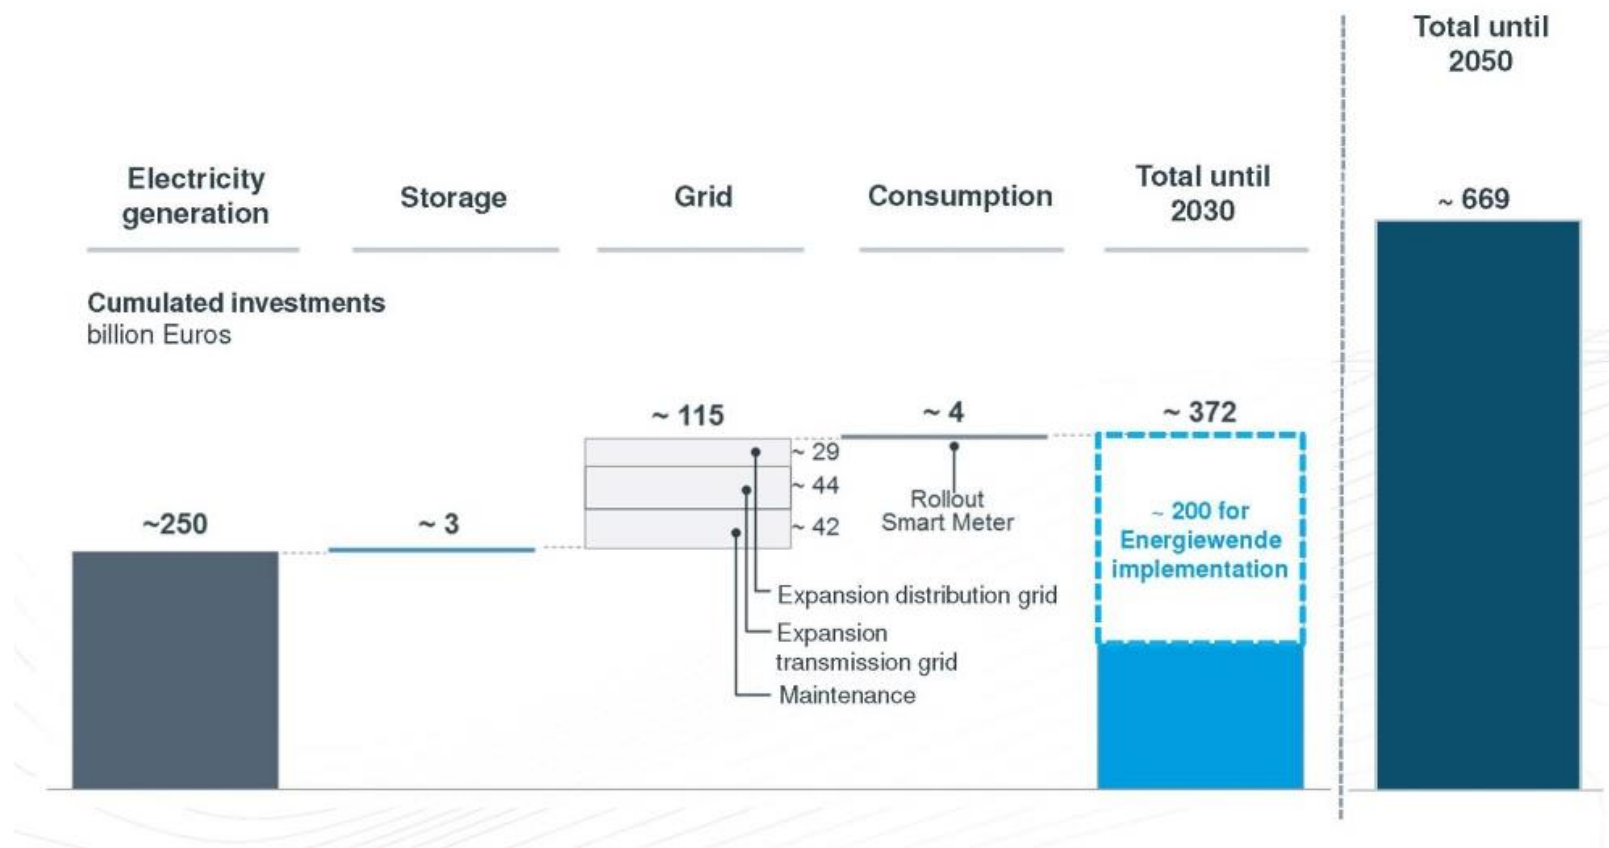 Total until
2050
Electricity
generation
Storage
Grid
Consumption
Total until
2030
~ 669
Cumulated investments
billion Euros
~250
~ 3
~ 115
~ 29
~ 44
~ 42
~ 4
Rollout
Smart Meter
~ 372
~ 200 for
Energiewende
implementation
Expansion distribution grid
Expansion
transmission grid
Maintenance